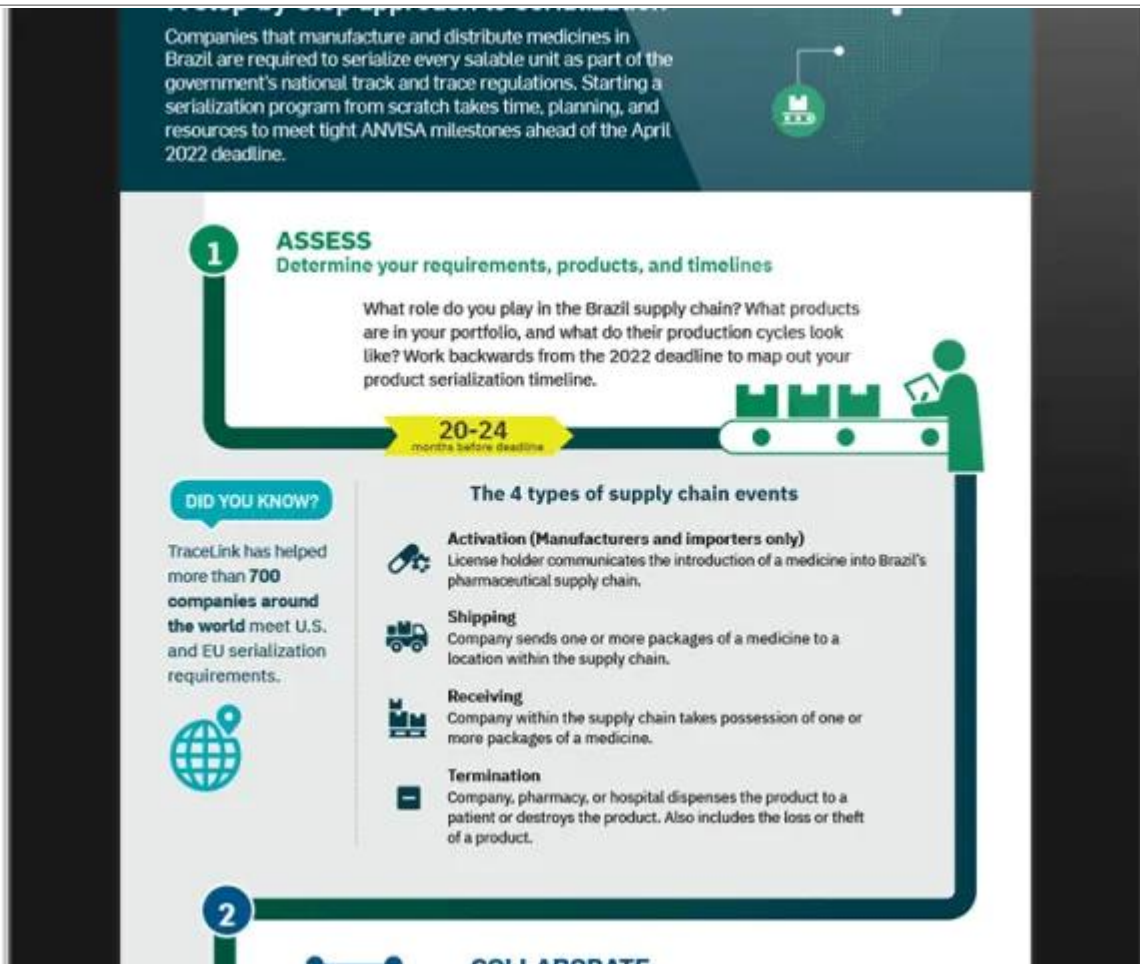 A step-by-step approach to serialization
Companies that manufacture and distribute medicines in
Brazil are required to serialize every salable unit as part of the
government's national track and trace regulations. Starting a
serialization program from scratch takes time, planning, and
resources to meet tight ANVISA milestones ahead of the April
2022 deadline.
1
ASSESS
Determine your requirements, products, and timelines
What role do you play in the Brazil supply chain? What products
are in your portfolio, and what do their production cycles look
like? Work backwards from the 2022 deadline to map out your
product serialization timeline.
20-24
months before deadline
DID YOU KNOW?
TraceLink has helped
more than 700
companies around
the world meet U.S.
and EU serialization
requirements.
The 4 types of supply chain events
Activation (Manufacturers and importers only)
License holder communicates the introduction of a medicine into Brazil's
pharmaceutical supply chain.
Shipping
Company sends one or more packages of a medicine to a
location within the supply chain.
Receiving
Company within the supply chain takes possession of one or
more packages of a medicine.
Termination
Company, pharmacy, or hospital dispenses the product to a
patient or destroys the product. Also includes the loss or theft
of a product.
2
COLLABORATE